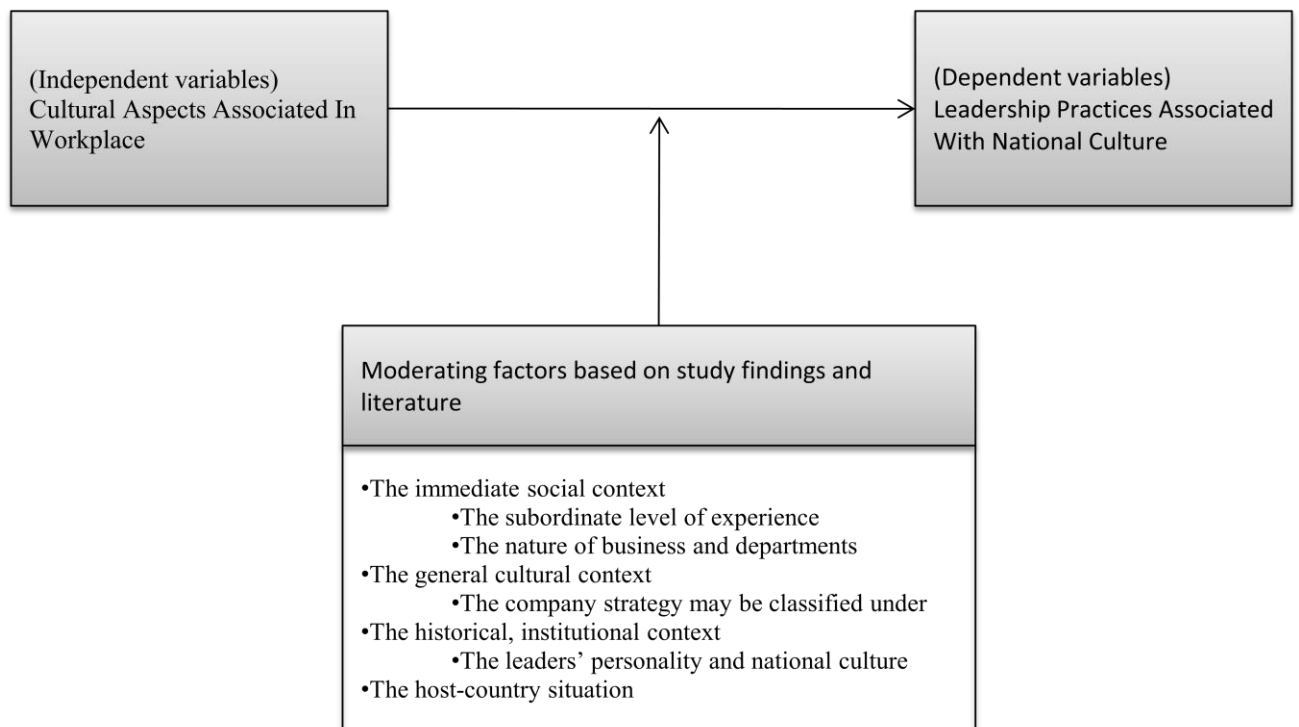 (Independent variables)
Cultural Aspects Associated In
Workplace
(Dependent variables)
Leadership Practices Associated
With National Culture
Moderating factors based on study findings and
literature
•The immediate social context
•The subordinate level of experience
•The nature of business and departments
•The general cultural context
•The company strategy may be classified under
•The historical, institutional context
•The leaders’ personality and national culture
•The host-country situation